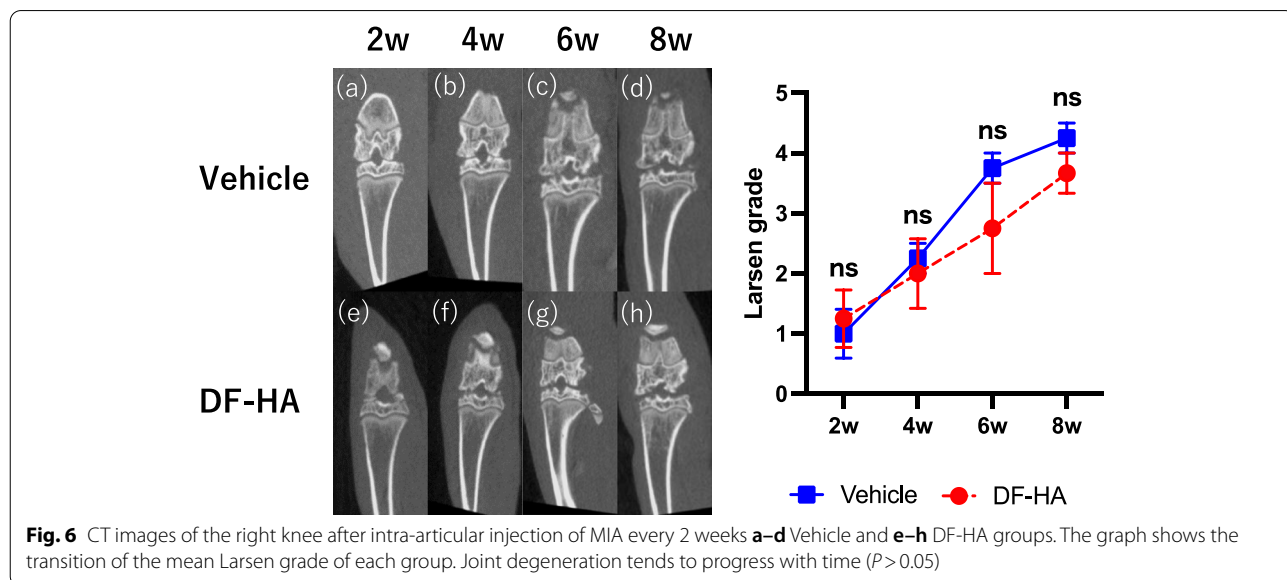 2w 4w 6w 8w
(a) (b) (c) (d)
Vehicle
(e) (f) (g) (h)
DF-HA
Larsen grade
5
4
3
2
1
0
ns ns ns ns
2w 4w 6w 8w
Vehicle DF-HA
Fig. 6 CT images of the right knee after intra-articular injection of MIA every 2 weeks a–d Vehicle and e–h DF-HA groups. The graph shows the
transition of the mean Larsen grade of each group. Joint degeneration tends to progress with time (P > 0.05)